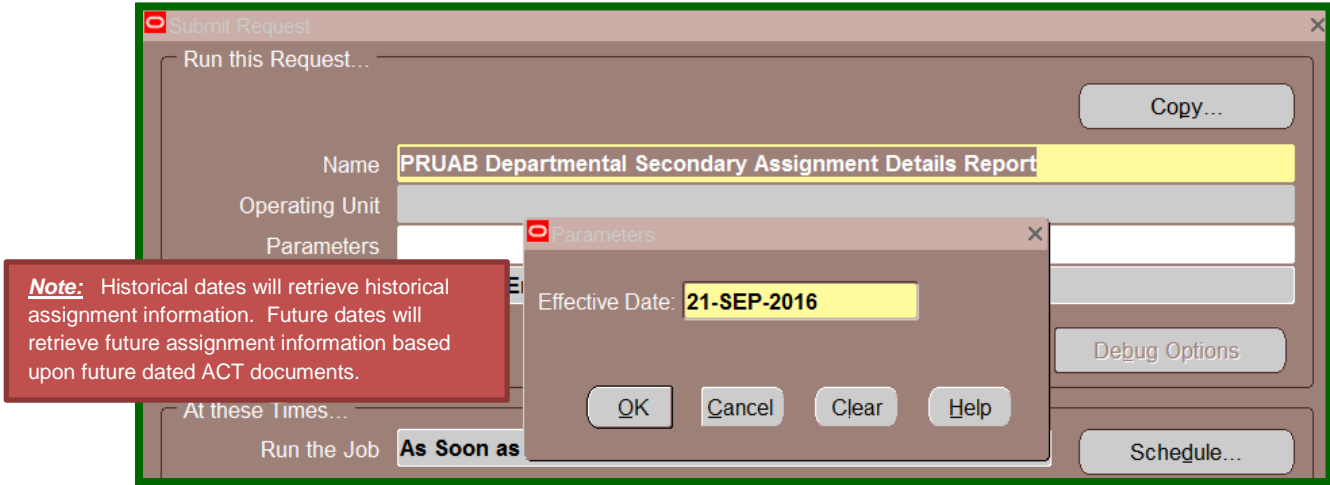 Submit Request
Run this Request...
Copy...
Name PRUAB Departmental Secondary Assignment Details Report
Operating Unit
Parameters
Parameters
Note: Historical dates will retrieve historical
assignment information. Future dates will
retrieve future assignment information based
upon future dated ACT documents.
Effective Date: 21-SEP-2016
Debug Options
OK Cancel Clear Help
At these Times...
Run the Job As Soon as
Schedule...